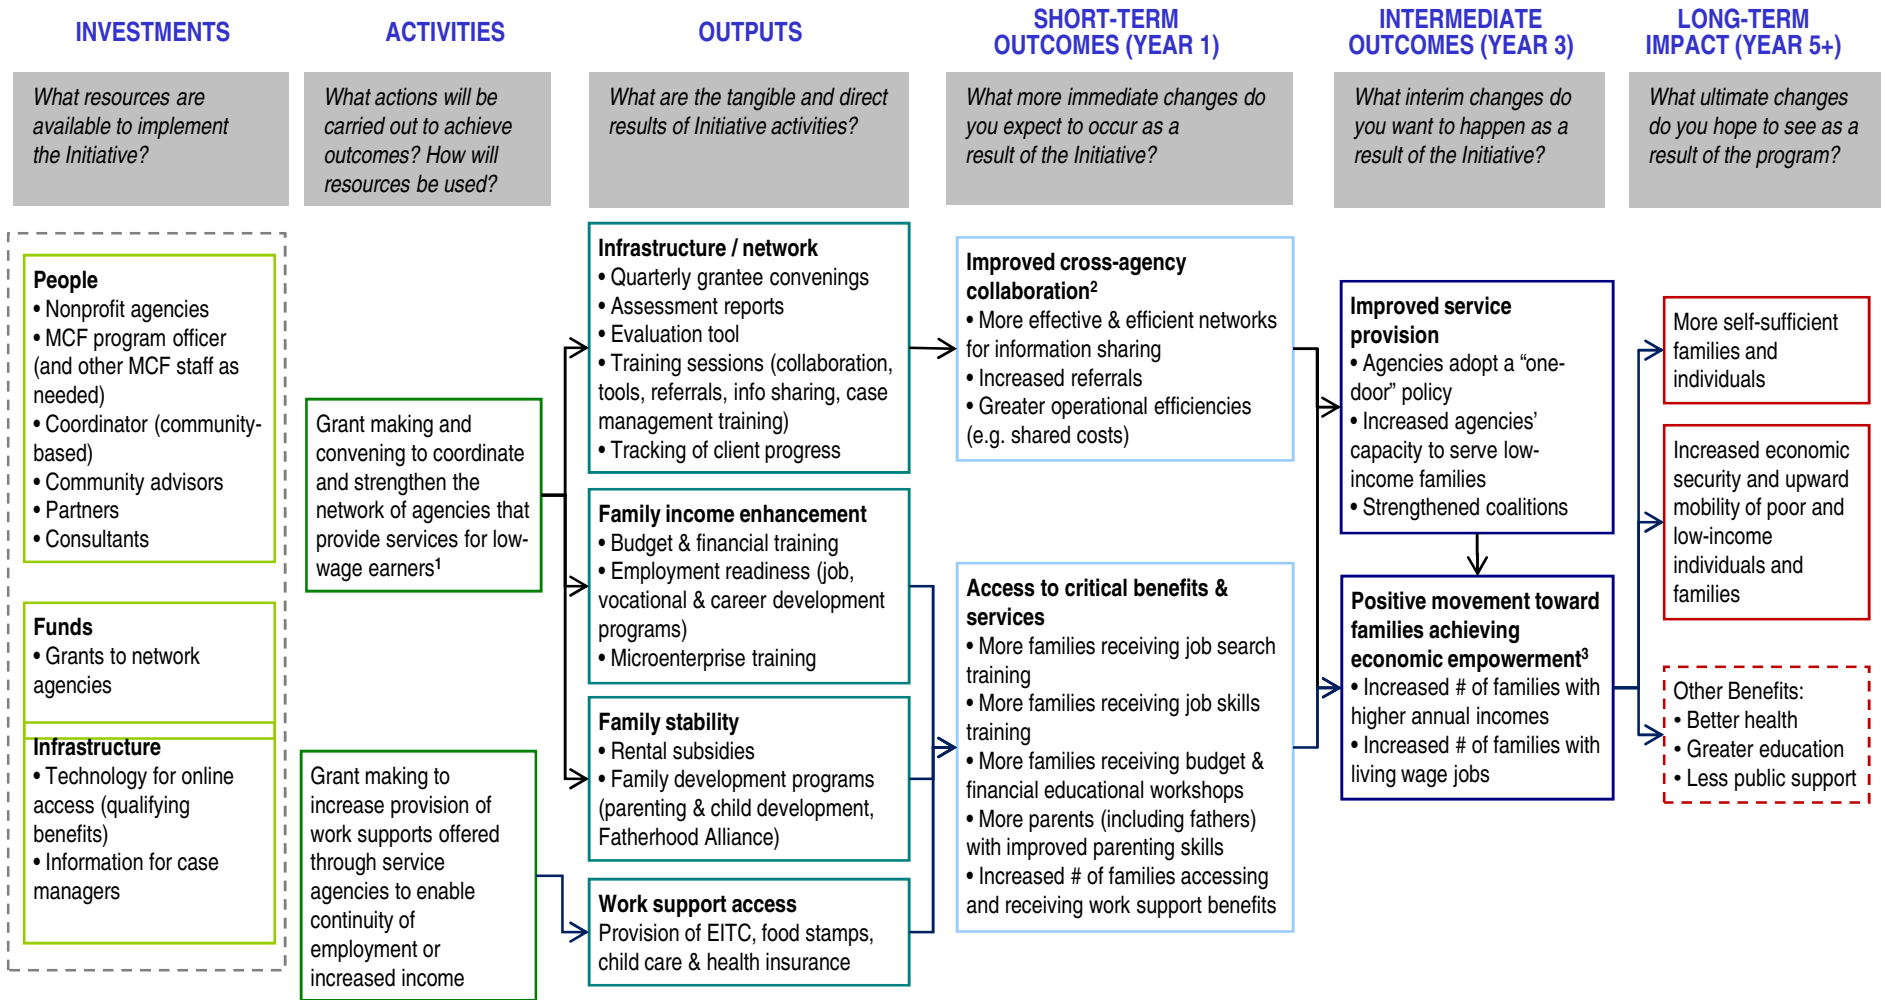 INVESTMENTS
ACTIVITIES
OUTPUTS
SHORT-TERM
OUTCOMES (YEAR 1)
INTERMEDIATE
OUTCOMES (YEAR 3)
LONG-TERM
IMPACT (YEAR 5+)
What resources are
available to implement
the Initiative?
What actions will be
carried out to achieve
outcomes? How will
resources be used?
What are the tangible and direct
results of Initiative activities?
What more immediate changes do
you expect to occur as a
result of the Initiative?
What interim changes do
you want to happen as a
result of the Initiative?
What ultimate changes
do you hope to see as a
result of the program?
People
• Nonprofit agencies
• MCF program officer
(and other MCF staff as
needed)
• Coordinator (community-
based)
• Community advisors
• Partners
• Consultants
Funds
• Grants to network
agencies
Infrastructure
• Technology for online
access (qualifying
benefits)
• Information for case
managers
Grant making and
convening to coordinate
and strengthen the
network of agencies that
provide services for low-
wage earners¹
Grant making to
increase provision of
work supports offered
through service
agencies to enable
continuity of
employment or
increased income
Infrastructure / network
• Quarterly grantee convenings
• Assessment reports
• Evaluation tool
• Training sessions (collaboration,
tools, referrals, info sharing, case
management training)
• Tracking of client progress
Family income enhancement
• Budget & financial training
• Employment readiness (job,
vocational & career development
programs)
• Microenterprise training
Family stability
• Rental subsidies
• Family development programs
(parenting & child development,
Fatherhood Alliance)
Work support access
Provision of EITC, food stamps,
child care & health insurance
Improved cross-agency
collaboration²
• More effective & efficient networks
for information sharing
• Increased referrals
• Greater operational efficiencies
(e.g. shared costs)
Access to critical benefits &
services
• More families receiving job search
training
• More families receiving job skills
training
• More families receiving budget &
financial educational workshops
• More parents (including fathers)
with improved parenting skills
• Increased # of families accessing
and receiving work support benefits
Improved service
provision
• Agencies adopt a “one-
door” policy
• Increased agencies’
capacity to serve low-
income families
• Strengthened coalitions
Positive movement toward
families achieving
economic empowerment³
• Increased # of families with
higher annual incomes
• Increased # of families with
living wage jobs
More self-sufficient
families and
individuals
Increased economic
security and upward
mobility of poor and
low-income
individuals and
families
Other Benefits:
• Better health
• Greater education
• Less public support